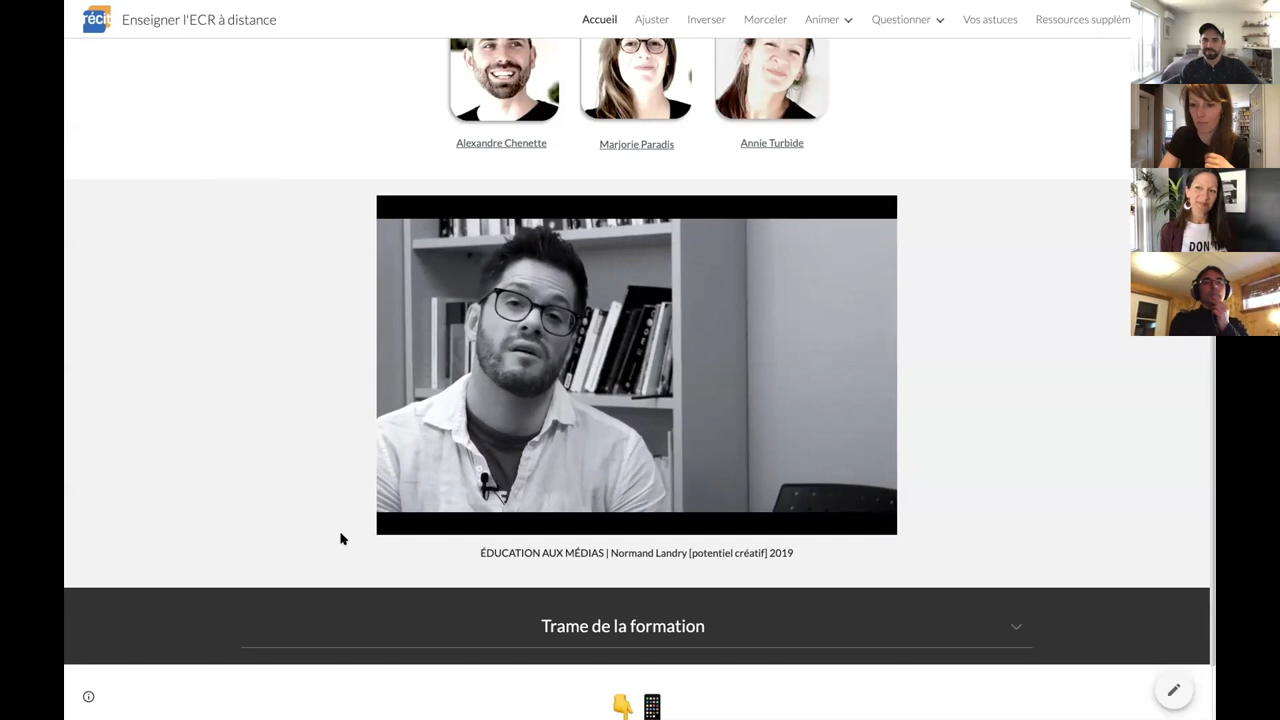 récit Enseigner l'ECR à distance
Accueil Ajuster Inverser Morceler Animer Questionner Vos astuces Ressources supplém
Alexandre Chenette Marjorie Paradis Annie Turbide
ÉDUCATION AUX MÉDIAS | Normand Landry [potentiel créatif] 2019
Trame de la formation
DON'